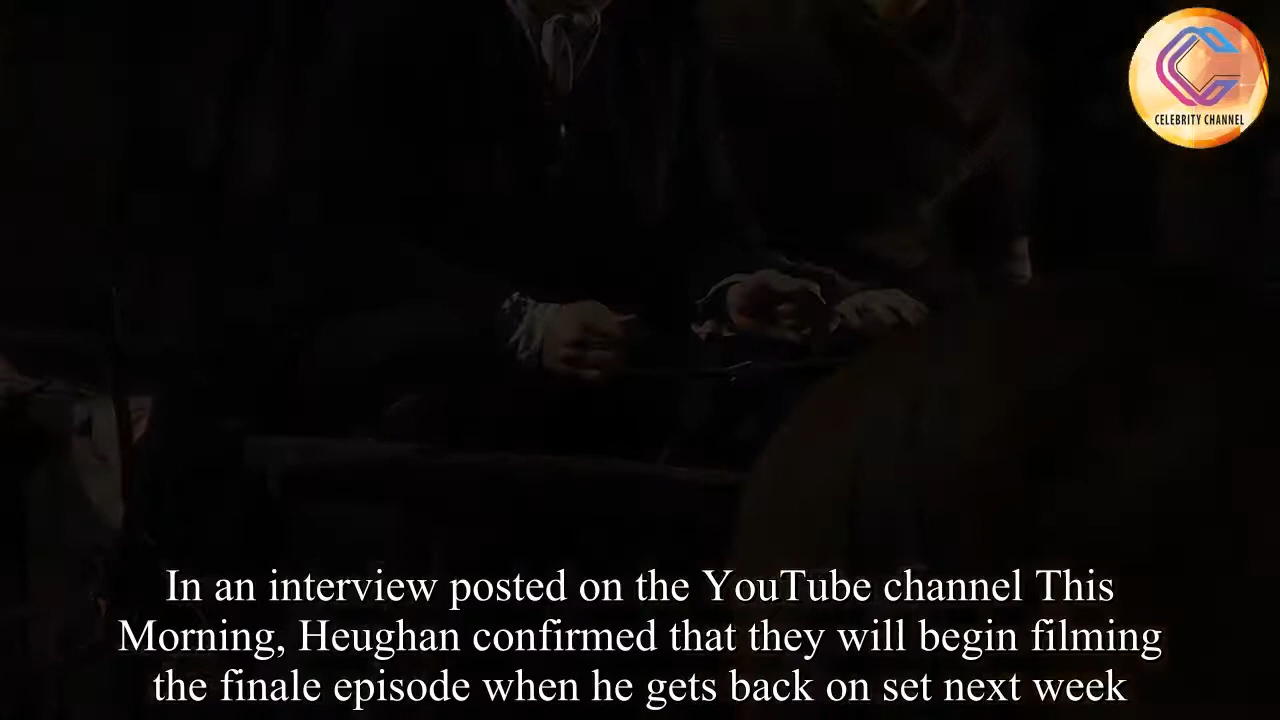 CELEBRITY CHANNEL
In an interview posted on the YouTube channel This
Morning, Heughan confirmed that they will begin filming
the finale episode when he gets back on set next week